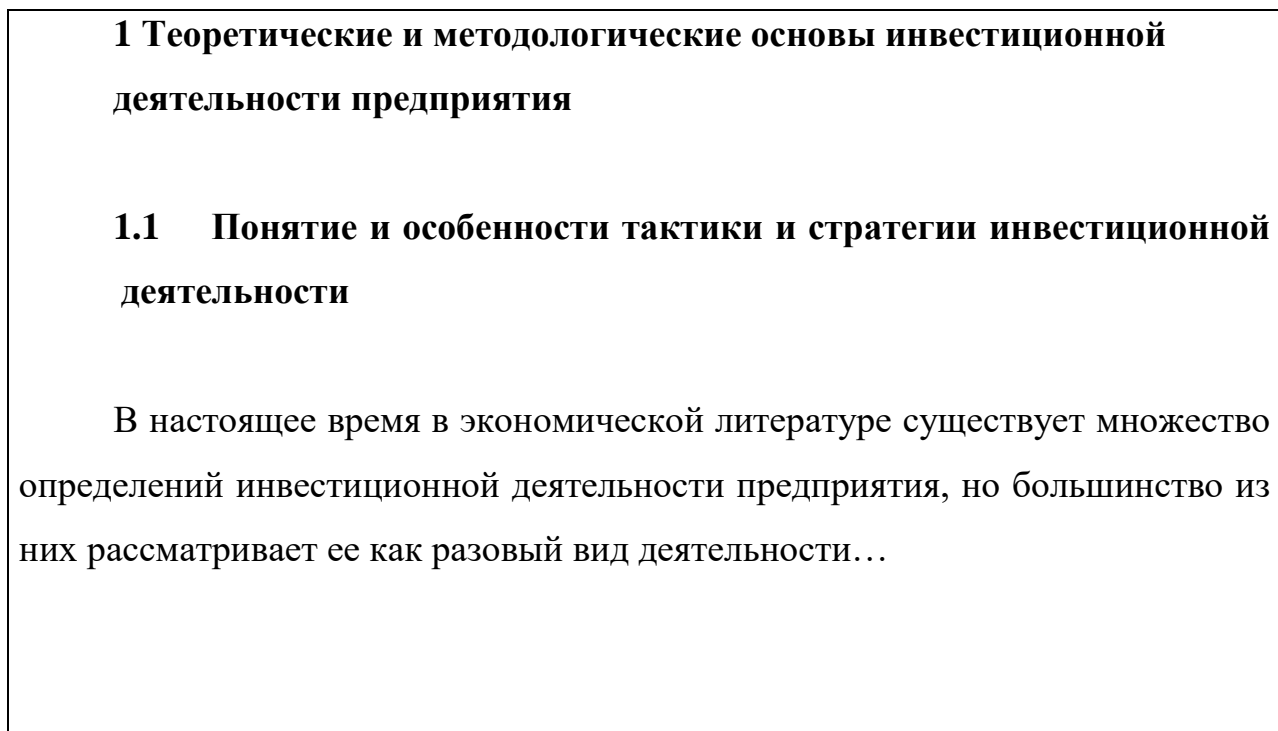 1 Теоретические и методологические основы инвестиционной
деятельности предприятия
1.1 Понятие и особенности тактики и стратегии инвестиционной
деятельности
В настоящее время в экономической литературе существует множество
определений инвестиционной деятельности предприятия, но большинство из
них рассматривает ее как разовый вид деятельности…